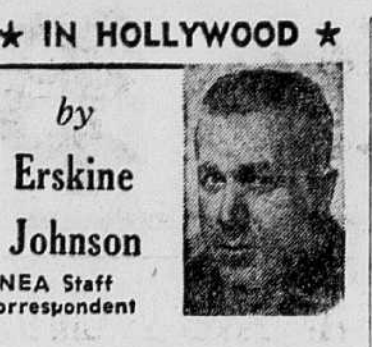 ★ IN HOLLYWOOD ★
by
Erskine
Johnson
NEA Staff
orrespondent